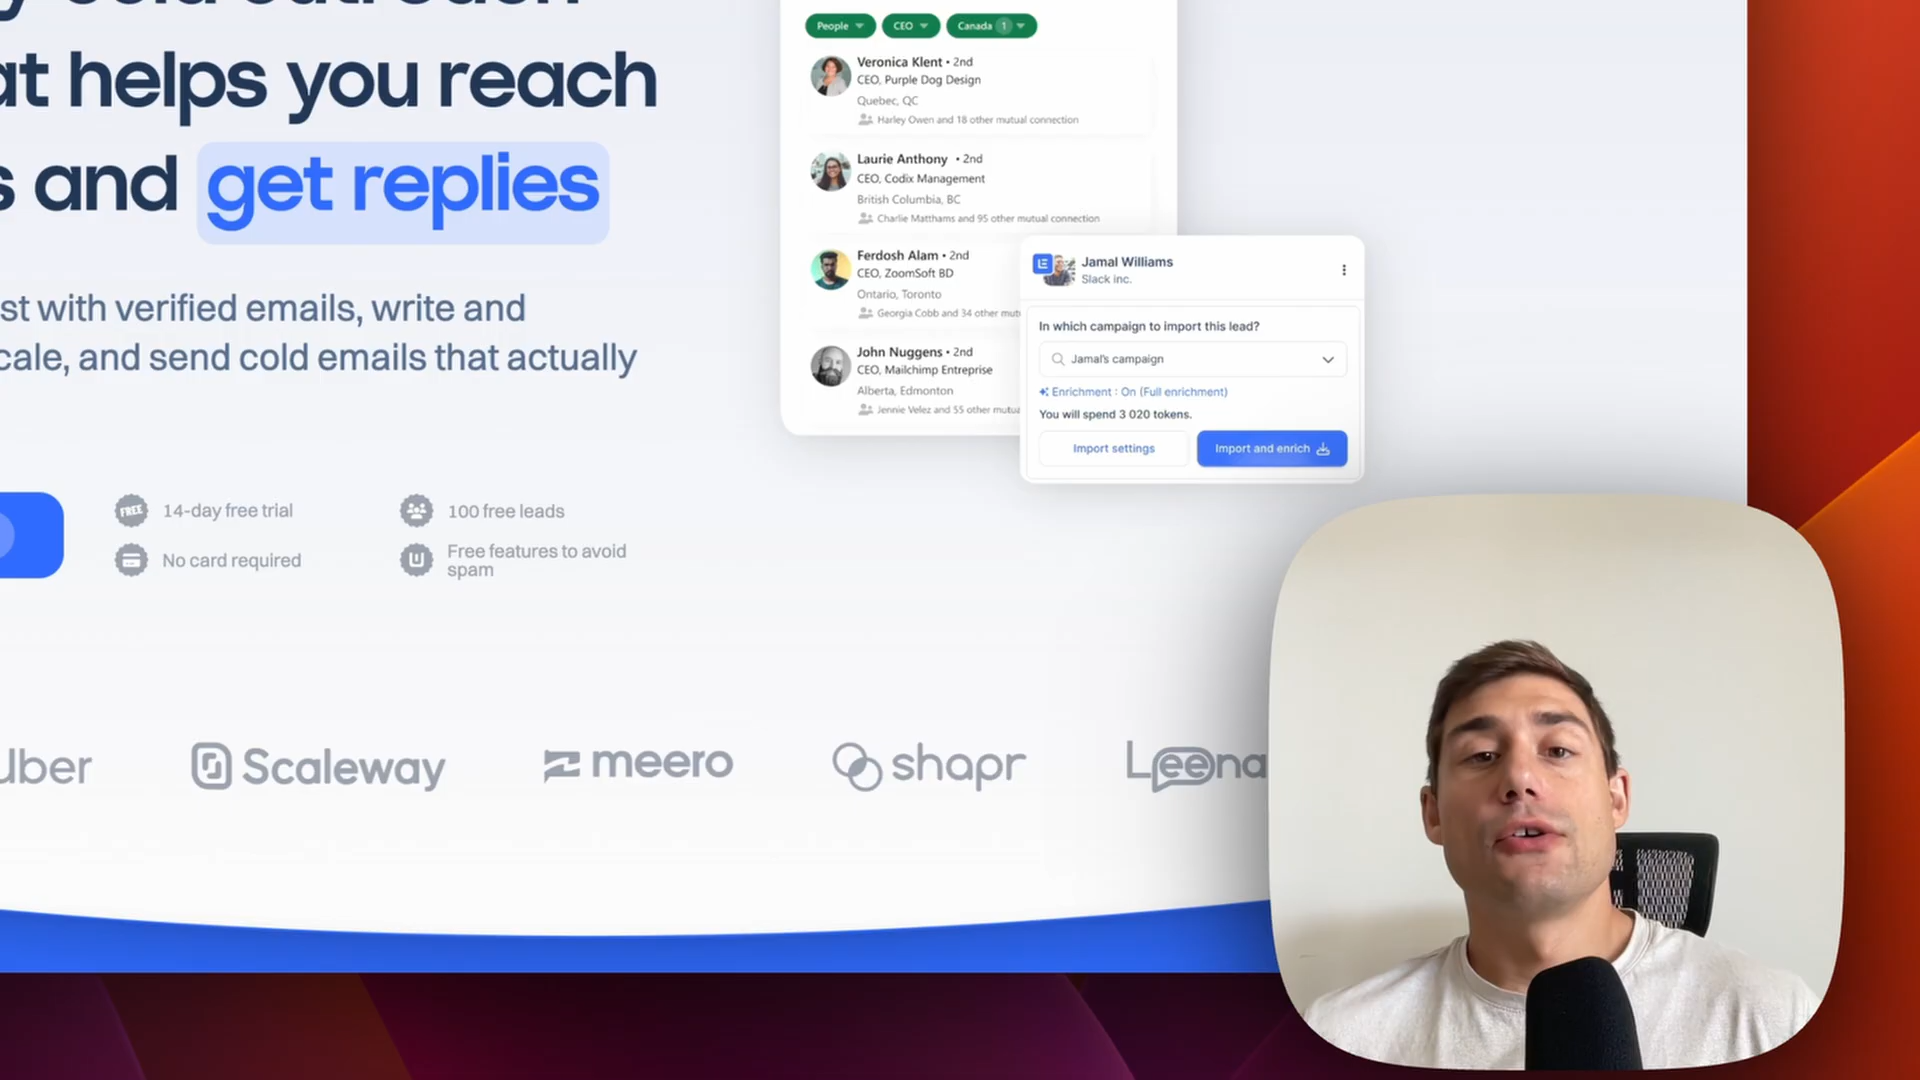 at helps you reach
s and get replies
st with verified emails, write and
cale, and send cold emails that actually
FREE 14-day free trial
100 free leads
No card required
Free features to avoid
spam
People
CEO
Canada 1
Veronica Klent • 2nd
CEO, Purple Dog Design
Quebec, QC
Harley Owen and 18 other mutual connection
Laurie Anthony • 2nd
CEO, Codix Management
British Columbia, BC
Charlie Matthams and 95 other mutual connection
Ferdosh Alam • 2nd
CEO, ZoomSoft BD
Ontario, Toronto
Georgia Cobb and 34 other mut
John Nuggens • 2nd
CEO, Mailchimp Entreprise
Alberta, Edmonton
Jennie Velez and 55 other mutua
LE
Jamal Williams
Slack inc.
In which campaign to import this lead?
Jamal's campaign
Enrichment : On (Full enrichment)
You will spend 3 020 tokens.
Import settings
Import and enrich
Uber
Scaleway
meero
shapr
Leena